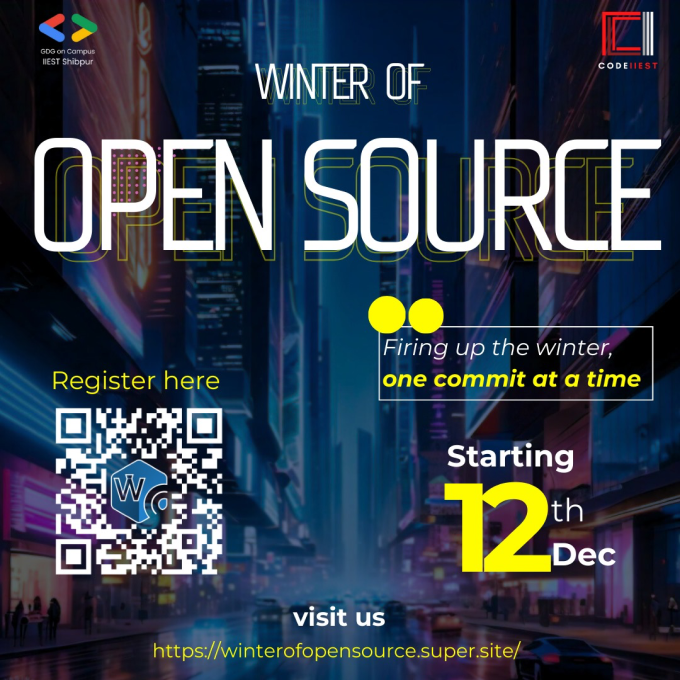 GDG on Campus
IIEST Shibpur
CODEIIEST
WINTER OF
OPEN SOURCE
Firing up the winter,
one commit at a time
Register here
W
Starting
12th
Dec
visit us
https://winterofopensource.super.site/